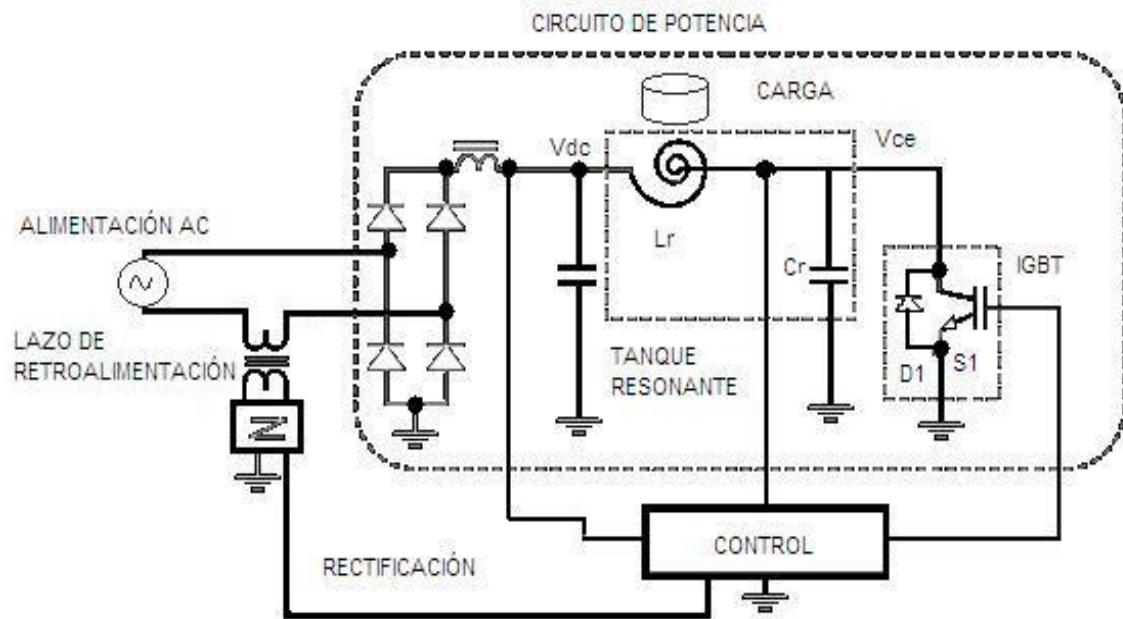 CIRCUITO DE POTENCIA
CARGA
Vdc
Vce
ALIMENTACIÓN AC
Lr
Cr
IGBT
LAZO DE
RETROALIMENTACIÓN
TANQUE
RESONANTE
D1
S1
CONTROL
RECTIFICACIÓN